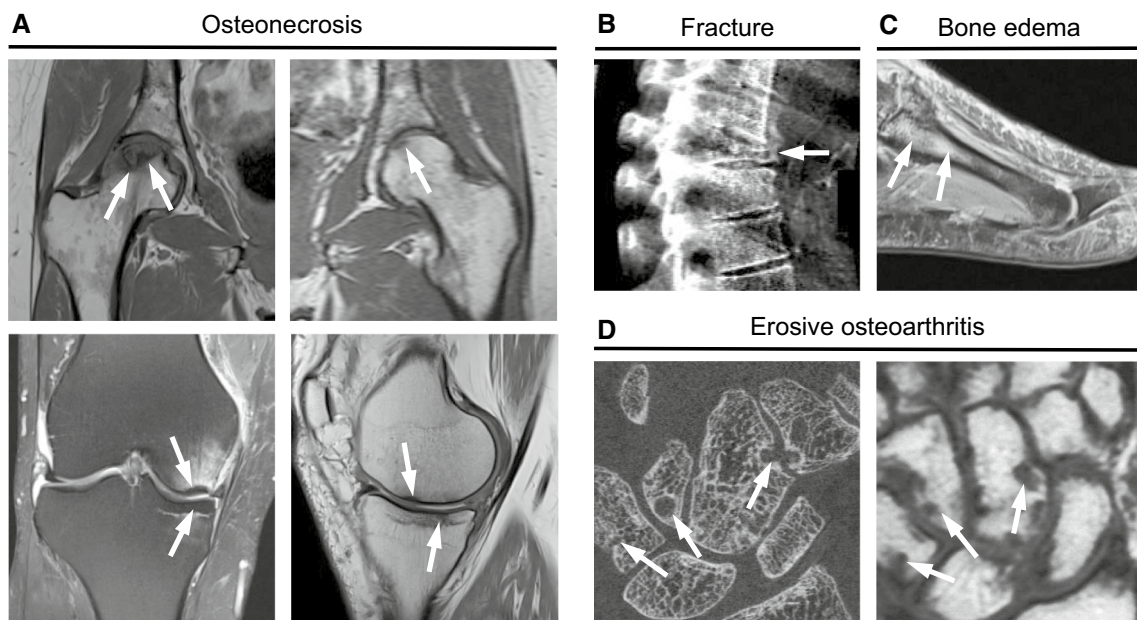 A
Osteonecrosis
B
Fracture
C
Bone edema
D
Erosive osteoarthritis